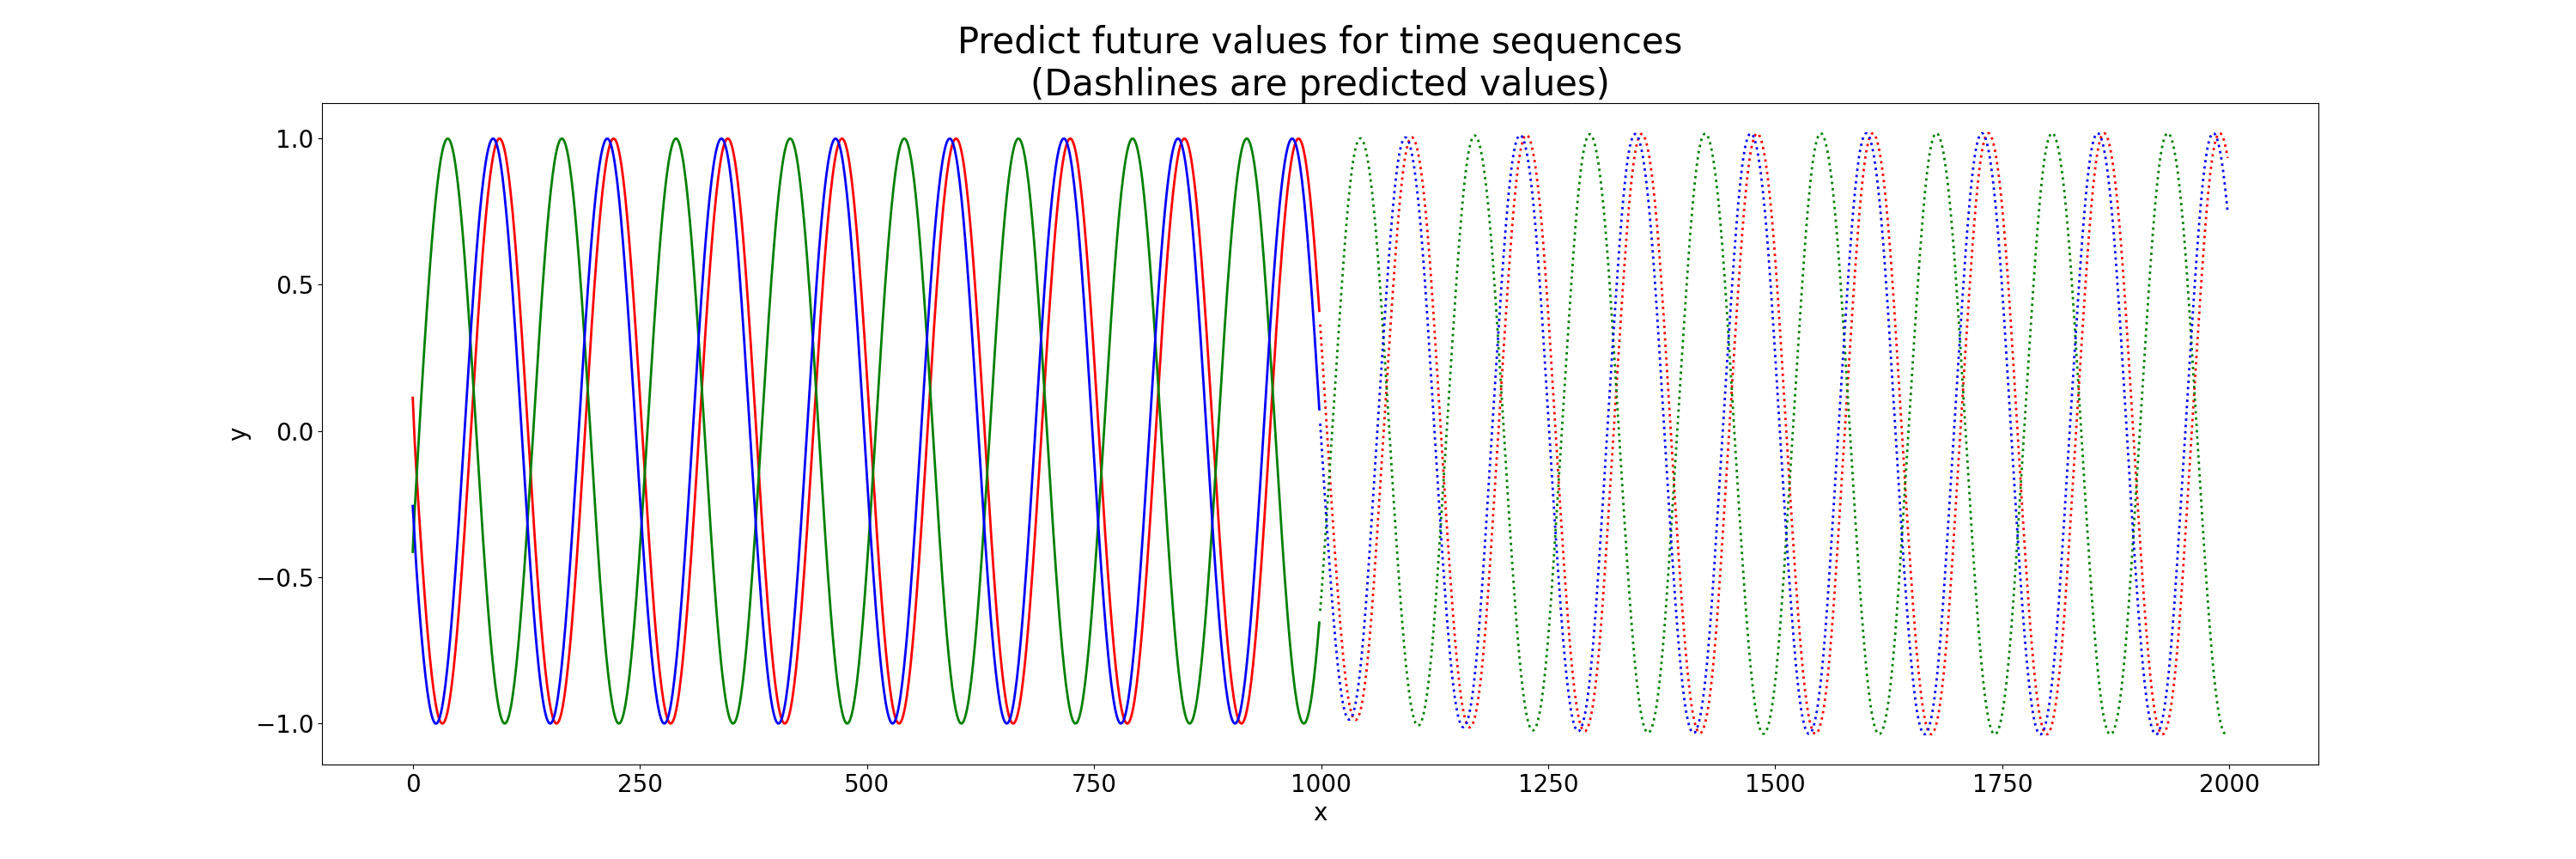 Predict future values for time sequences
(Dashlines are predicted values)
1.0
0.5
0.0
−0.5
−1.0
y
0 250 500 750 1000 1250 1500 1750 2000
x